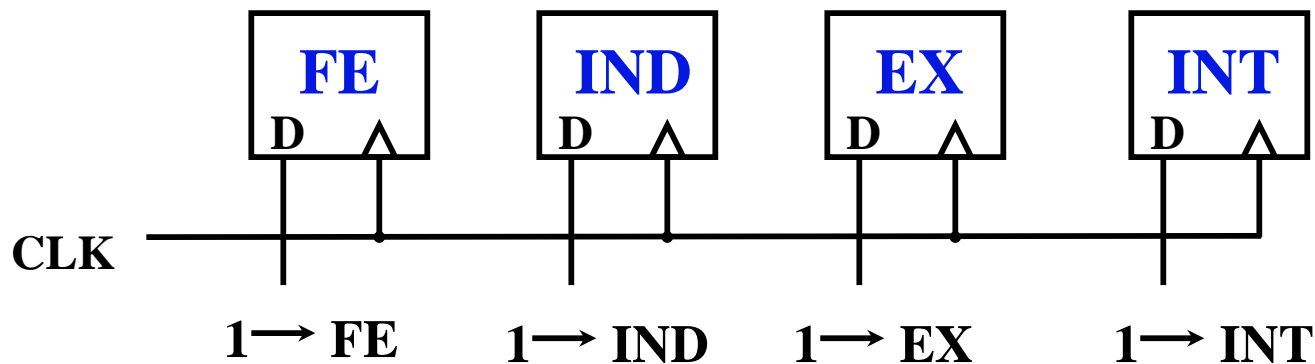 FE IND EX INT
D D D D
CLK
1→ FE 1→ IND 1→ EX 1→ INT